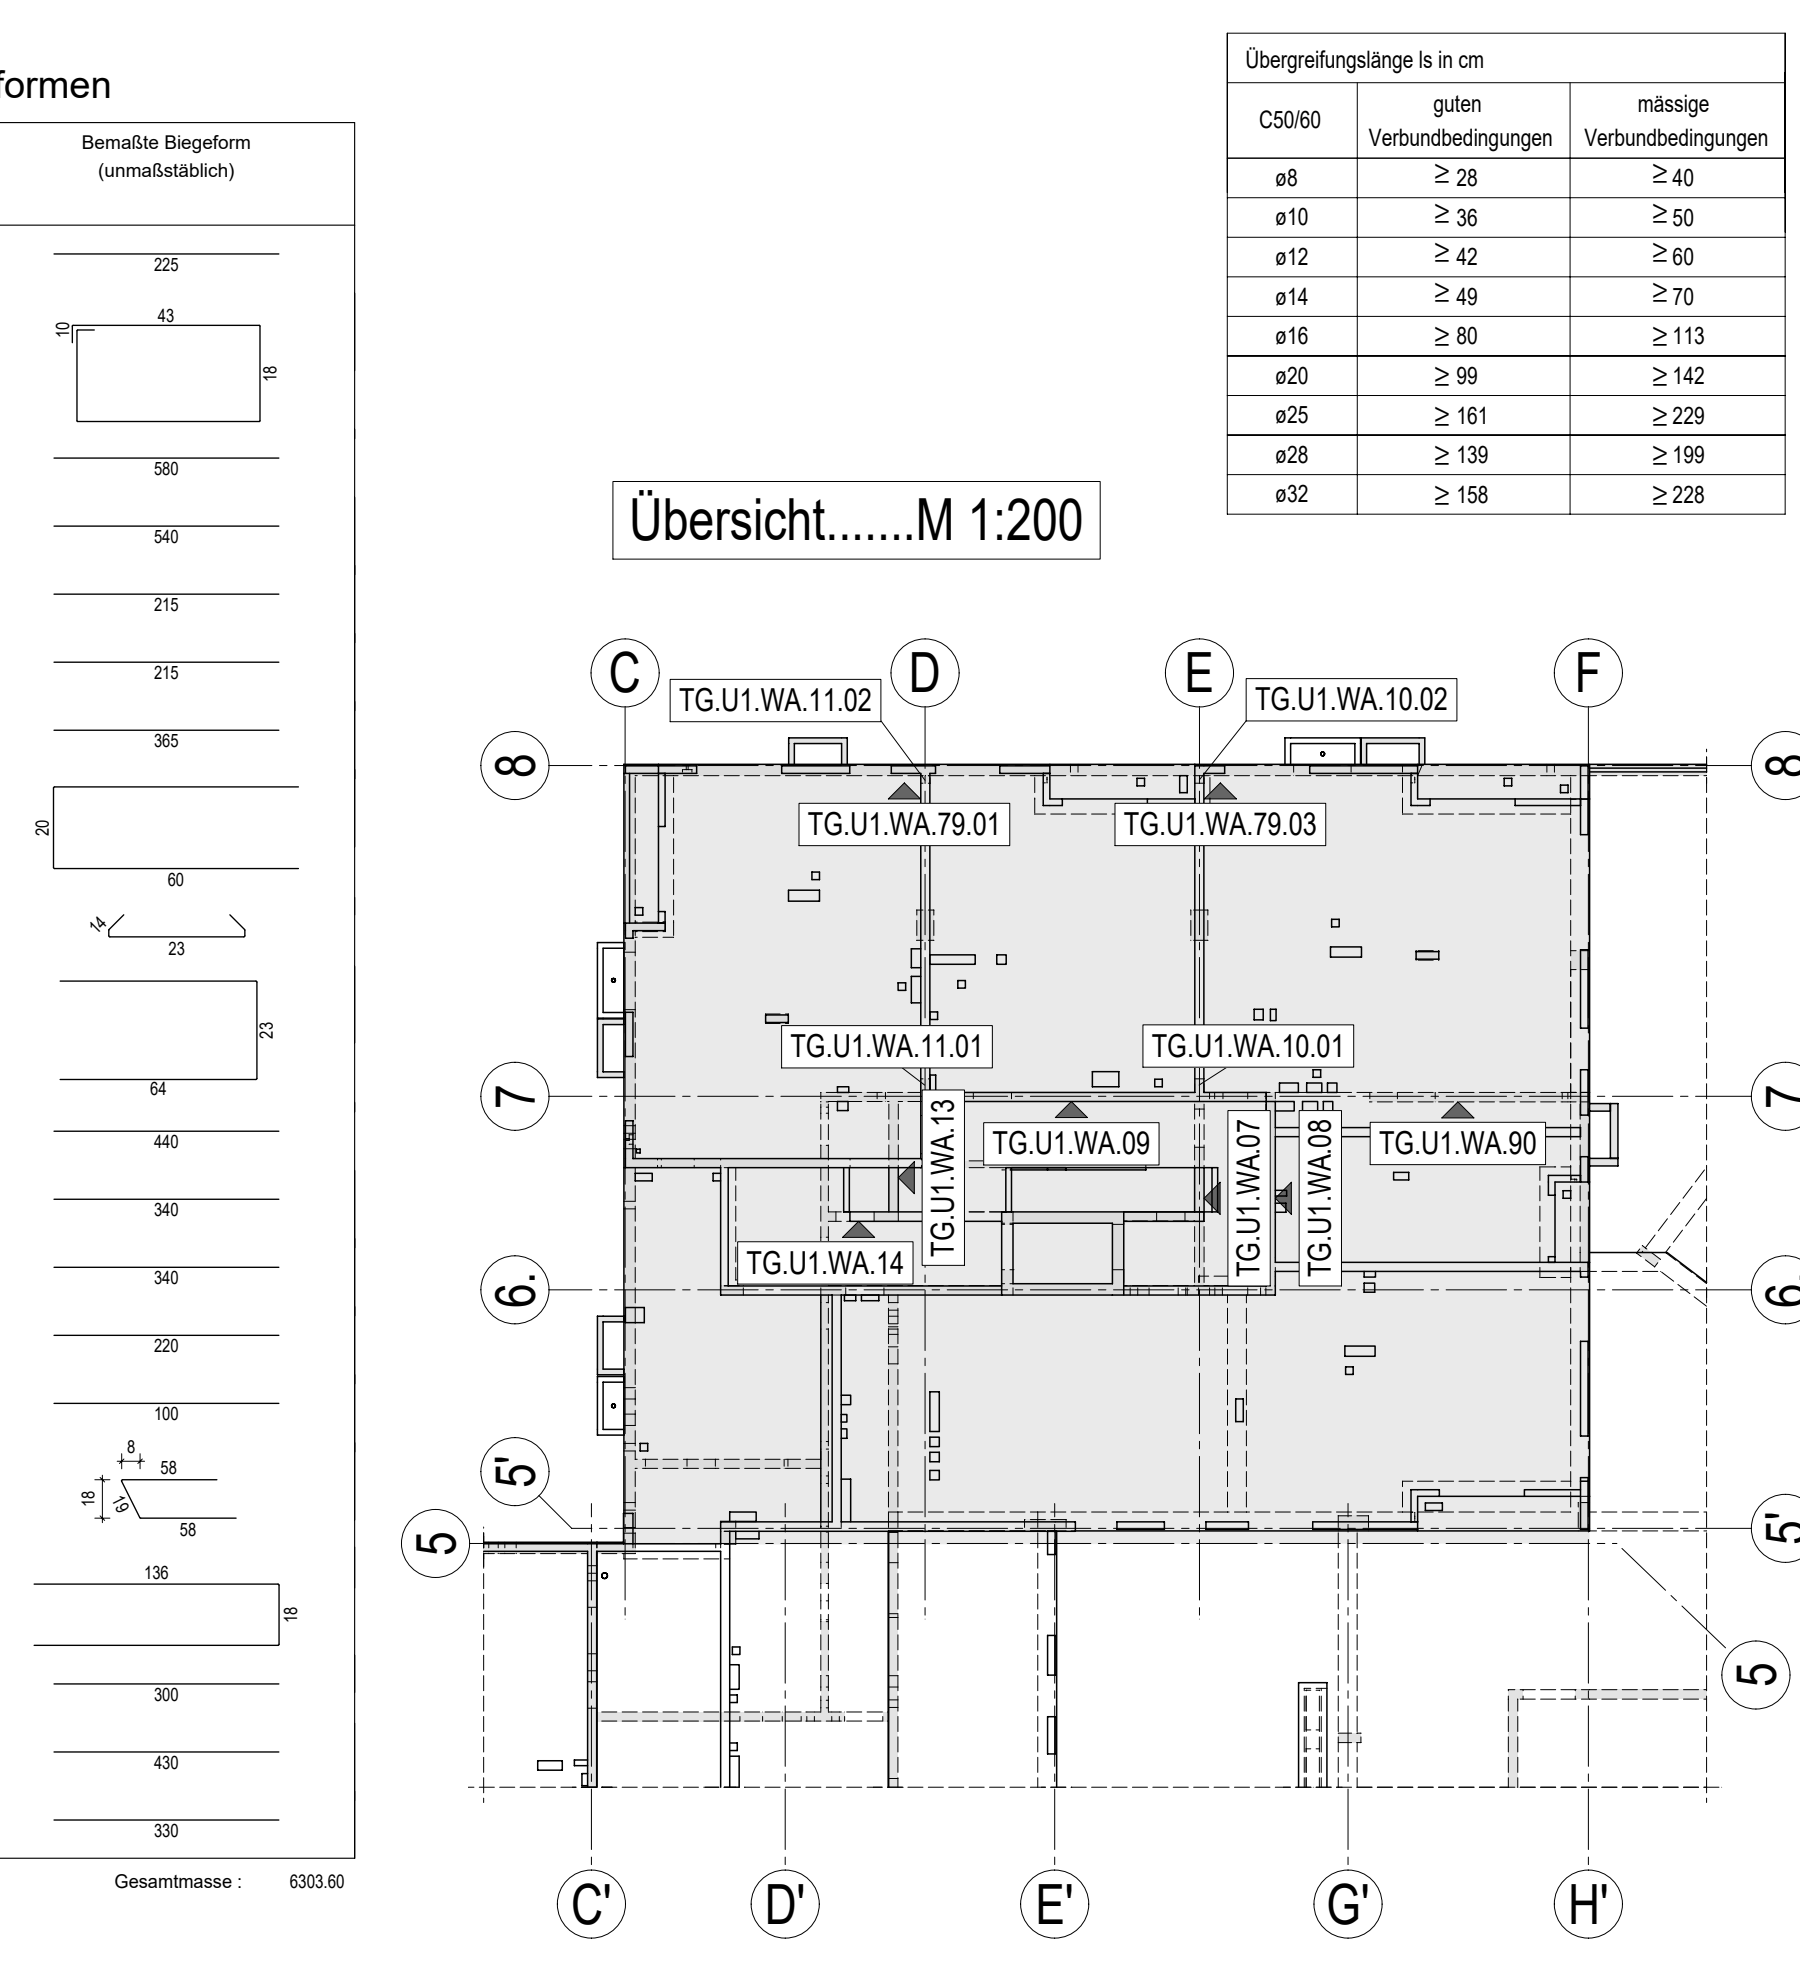 formen
Bemaßte Biegeform
(unmaßstäblich)
225
43
10
18
580
540
215
215
365
20
60
14
23
23
64
440
340
340
220
100
8
58
18
19
58
136
18
300
430
330
Gesamtmasse : 6303.60
Übergreifungslänge ls in cm
C50/60 guten Verbundbedingungen mässige Verbundbedingungen
ø8 ≥ 28 ≥ 40
ø10 ≥ 36 ≥ 50
ø12 ≥ 42 ≥ 60
ø14 ≥ 49 ≥ 70
ø16 ≥ 80 ≥ 113
ø20 ≥ 99 ≥ 142
ø25 ≥ 161 ≥ 229
ø28 ≥ 139 ≥ 199
ø32 ≥ 158 ≥ 228
Übersicht.......M 1:200
C D E F
TG.U1.WA.11.02
TG.U1.WA.10.02
8 8
TG.U1.WA.79.01
TG.U1.WA.79.03
TG.U1.WA.11.01
TG.U1.WA.10.01
7 7
TG.U1.WA.13
TG.U1.WA.09
TG.U1.WA.07
TG.U1.WA.08
TG.U1.WA.90
TG.U1.WA.14
6. 6.
5' 5'
5
5
C' D' E' G' H'